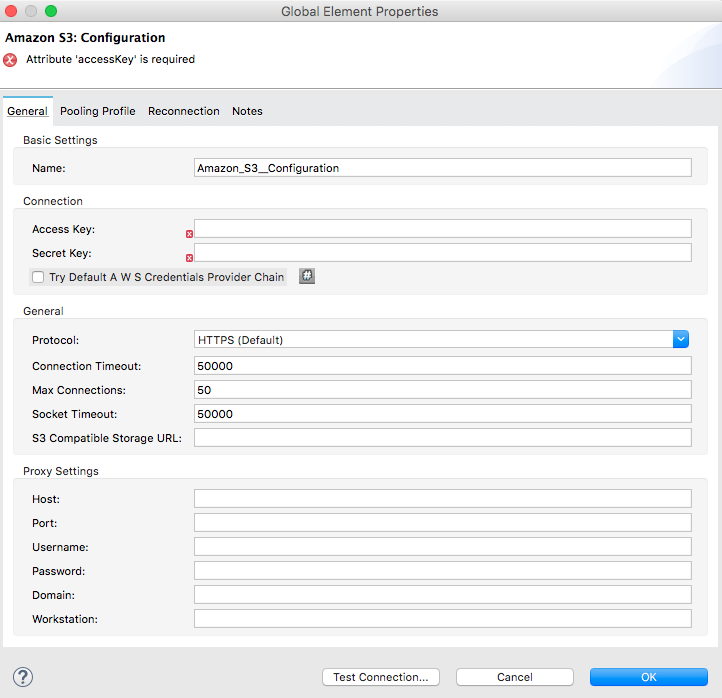 Global Element Properties
Amazon S3: Configuration
Attribute 'accessKey' is required
General Pooling Profile Reconnection Notes
Basic Settings
Name: Amazon_S3__Configuration
Connection
Access Key:
Secret Key:
Try Default A W S Credentials Provider Chain #
General
Protocol: HTTPS (Default)
Connection Timeout: 50000
Max Connections: 50
Socket Timeout: 50000
S3 Compatible Storage URL:
Proxy Settings
Host:
Port:
Username:
Password:
Domain:
Workstation:
? Test Connection... Cancel OK